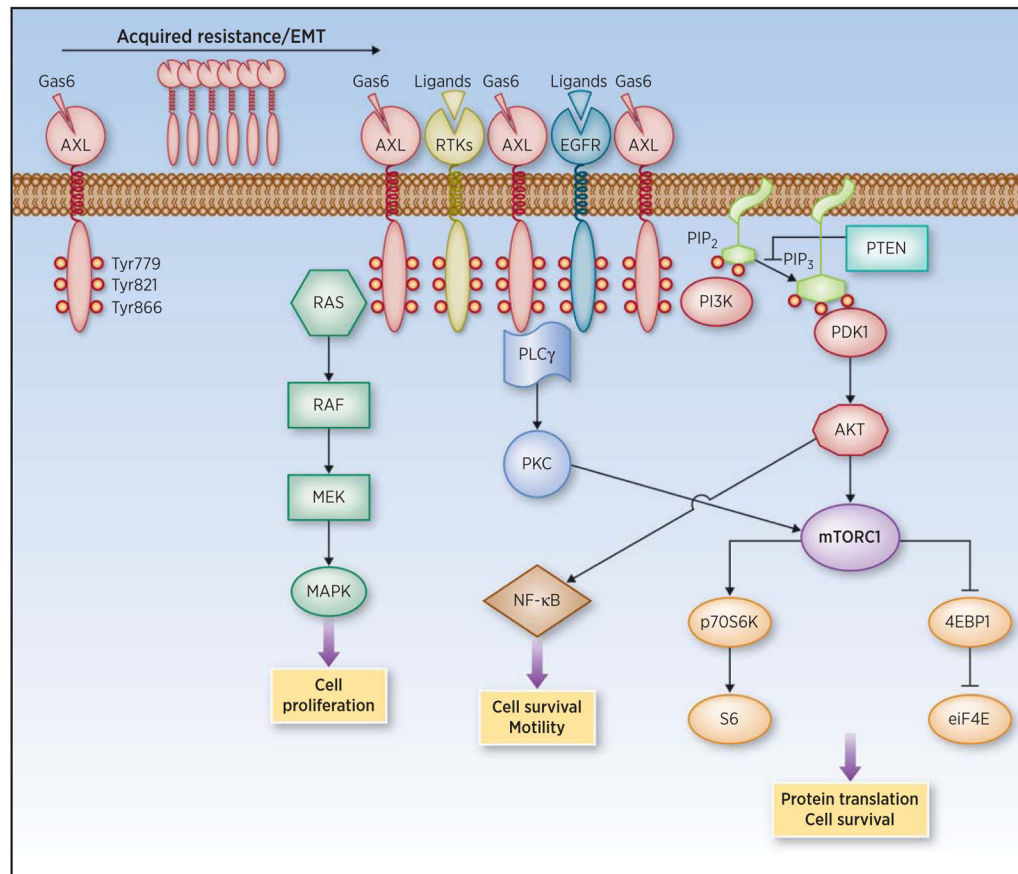 Acquired resistance/EMT
Gas6
Gas6
Ligands
Gas6
Ligands
Gas6
AXL
AXL
RTKs
AXL
EGFR
AXL
PIP2
PIP3
PTEN
Tyr779
Tyr821
Tyr866
RAS
PI3K
PDK1
PLCγ
RAF
AKT
PKC
MEK
mTORC1
MAPK
NF-κB
p70S6K
4EBP1
Cell
proliferation
Cell survival
Motility
S6
eiF4E
Protein translation
Cell survival